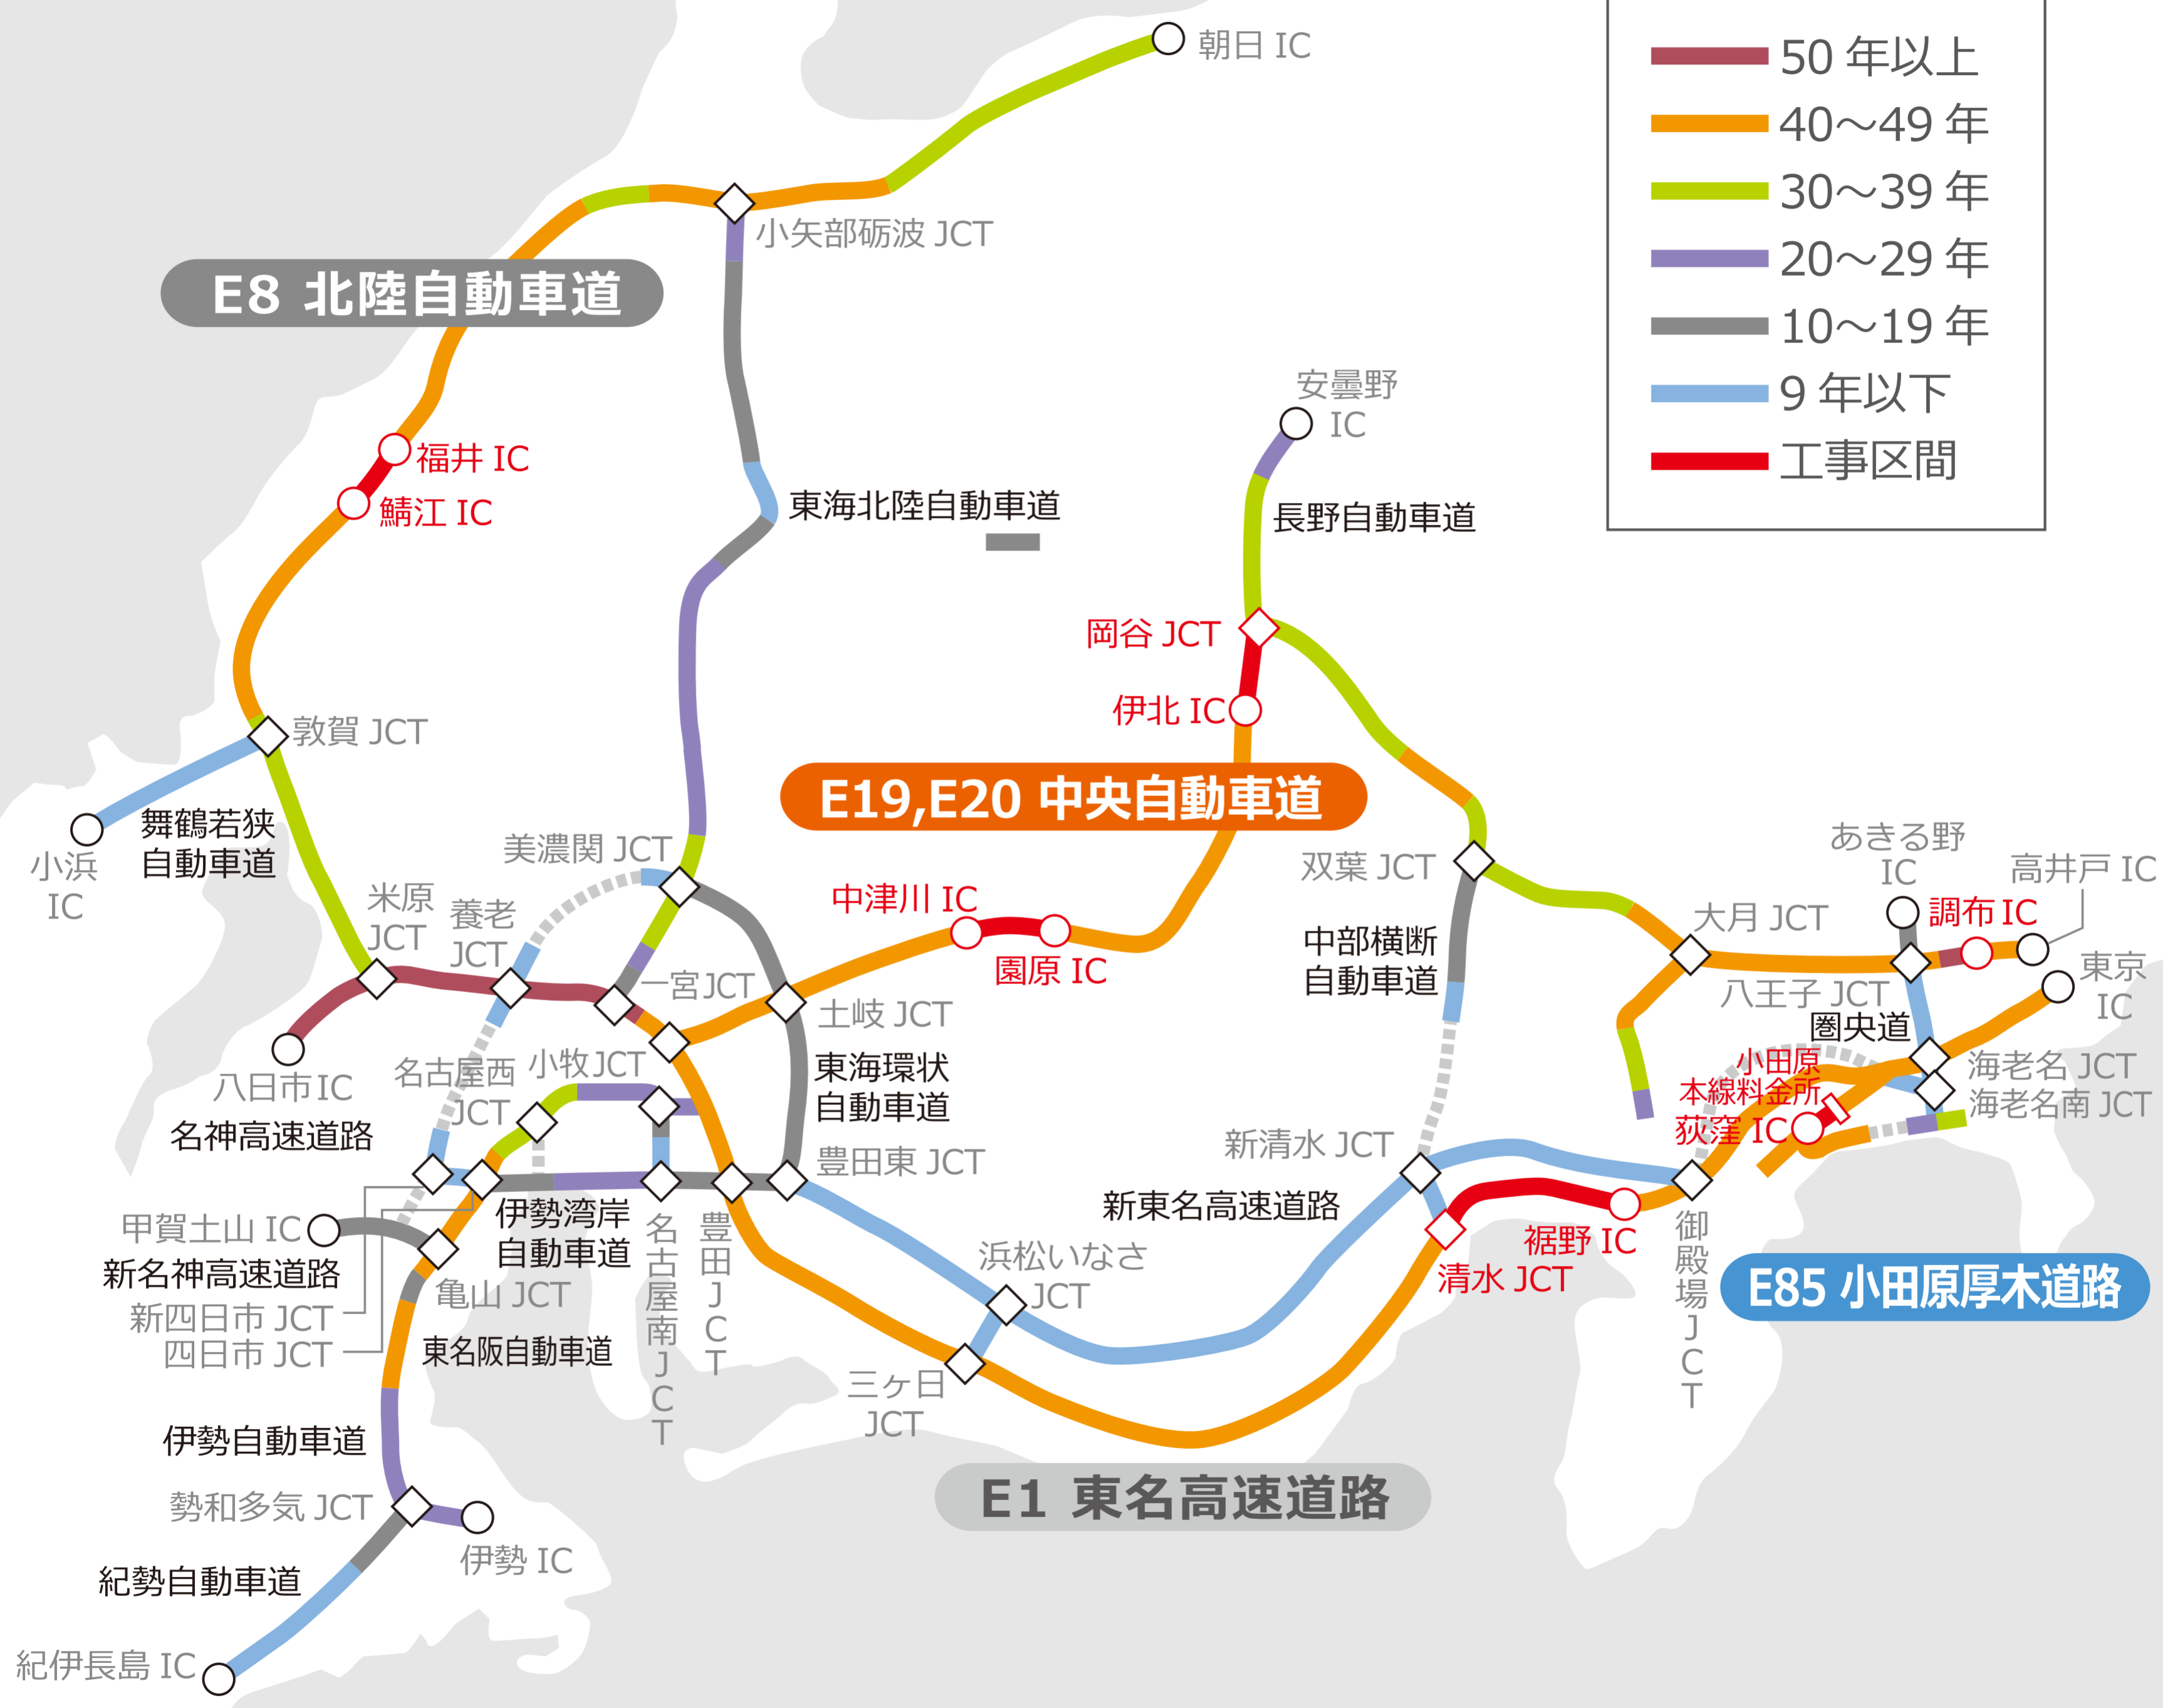 50 年以上
40～49 年
30～39 年
20～29 年
10～19 年
9 年以下
工事区間
朝日 IC
小矢部砺波 JCT
E8 北陸自動車道
福井 IC
鯖江 IC
東海北陸自動車道
安曇野
IC
長野自動車道
岡谷 JCT
伊北 IC
敦賀 JCT
E19,E20 中央自動車道
舞鶴若狭
自動車道
小浜
IC
美濃関 JCT
双葉 JCT
あきる野
IC
高井戸 IC
米原
JCT
養老
JCT
中津川 IC
園原 IC
中部横断
自動車道
大月 JCT
調布 IC
一宮JCT
土岐 JCT
八王子 JCT
東京
IC
圏央道
八日市 IC
名神高速道路
名古屋西
JCT
小牧JCT
東海環状
自動車道
小田原
本線料金所
荻窪 IC
海老名 JCT
海老名南 JCT
豊田東 JCT
新清水 JCT
新東名高速道路
甲賀土山 IC
新名神高速道路
新四日市 JCT
四日市 JCT
亀山 JCT
伊勢湾岸
自動車道
名古屋南JCT
豊田JCT
浜松いなさ
JCT
裾野 IC
清水 JCT
御殿場JCT
E85 小田原厚木道路
東名阪自動車道
三ヶ日
JCT
伊勢自動車道
E1 東名高速道路
勢和多気 JCT
伊勢 IC
紀勢自動車道
紀伊長島 IC